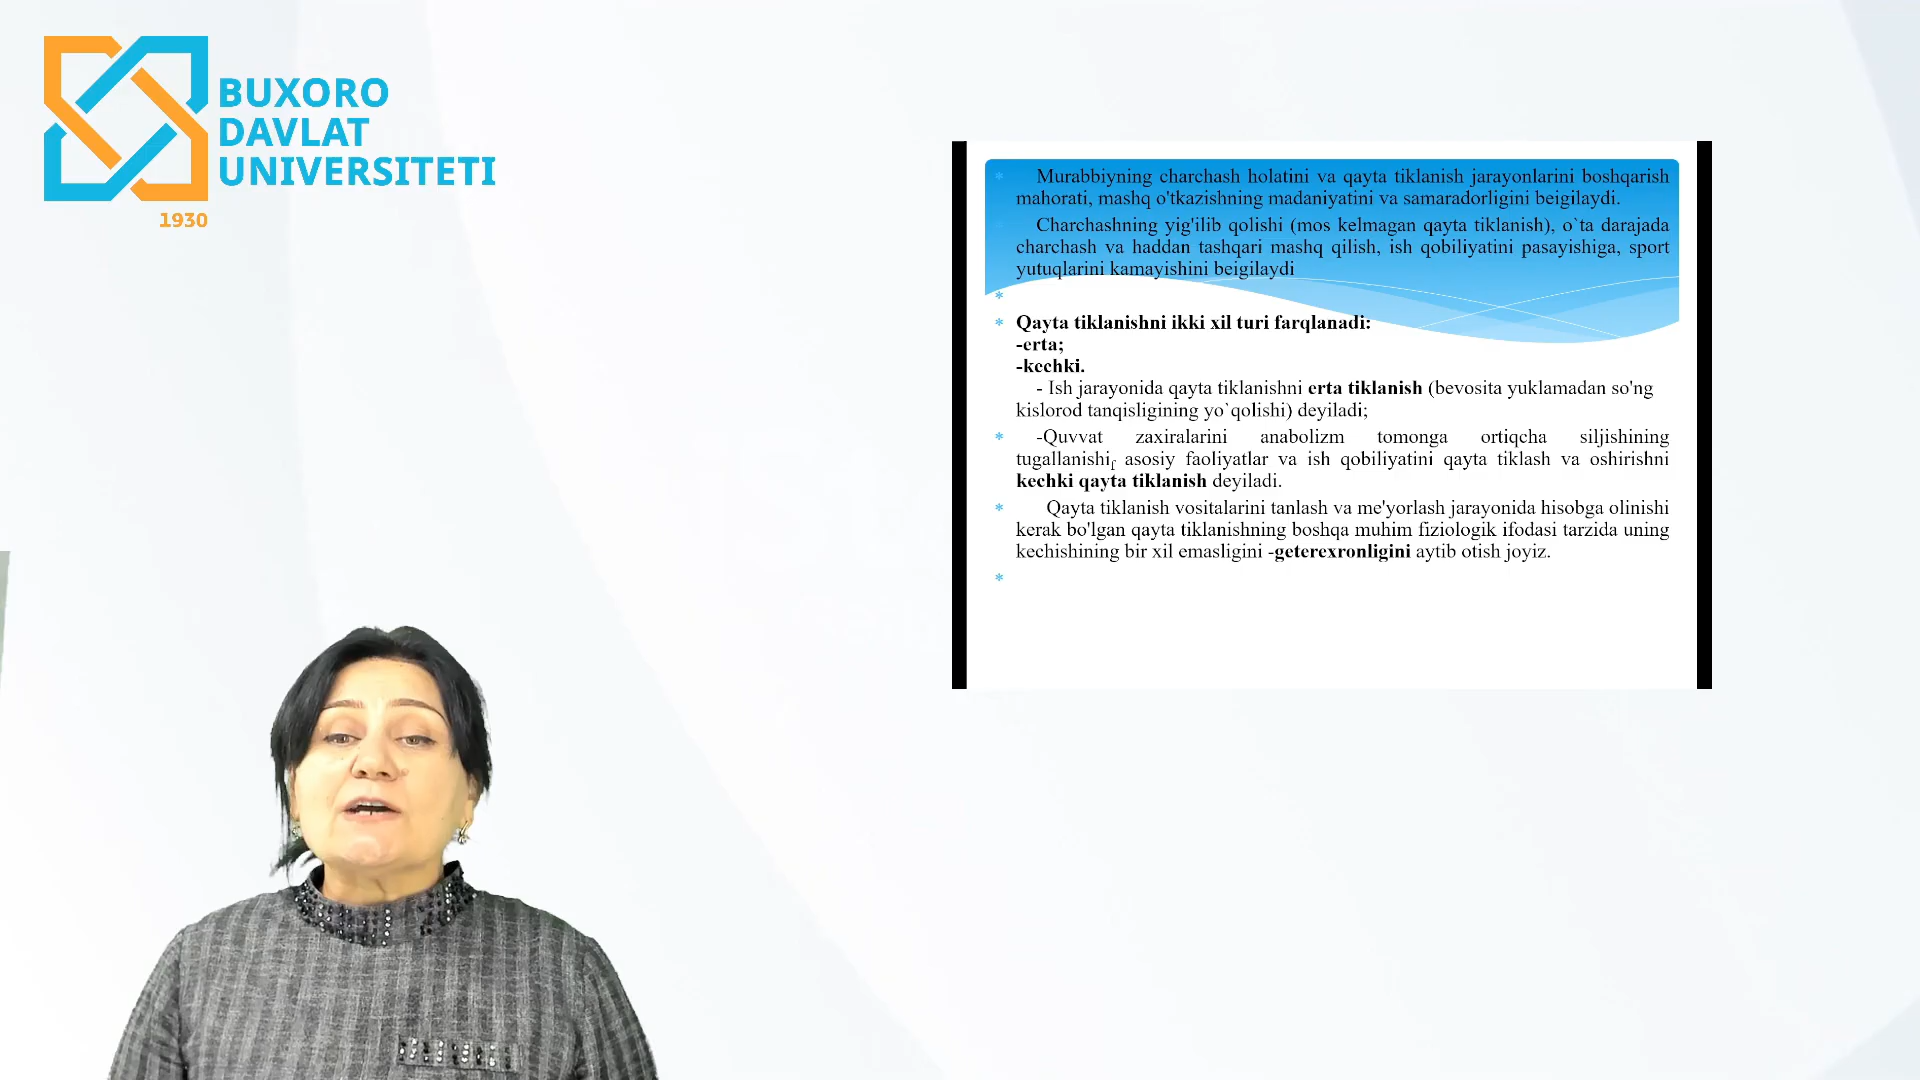 BUXORO
DAVLAT
UNIVERSITETI
1930
Murabbiyning charchash holatini va qayta tiklanish jarayonlarini boshqarish
mahorati, mashq o'tkazishning madaniyatini va samaradorligini beigilaydi.
Charchashning yig'ilib qolishi (mos kelmagan qayta tiklanish), o`ta darajada
charchash va haddan tashqari mashq qilish, ish qobiliyatini pasayishiga, sport
yutuqlarini kamayishini beigilaydi
Qayta tiklanishni ikki xil turi farqlanadi:
-erta;
-kechki.
- Ish jarayonida qayta tiklanishni erta tiklanish (bevosita yuklamadan so'ng
kislorod tanqisligining yo`qolishi) deyiladi;
-Quvvat zaxiralarini anabolizm tomonga ortiqcha siljishining
tugallanishi, asosiy faoliyatlar va ish qobiliyatini qayta tiklash va oshirishni
kechki qayta tiklanish deyiladi.
Qayta tiklanish vositalarini tanlash va me'yorlash jarayonida hisobga olinishi
kerak bo'lgan qayta tiklanishning boshqa muhim fiziologik ifodasi tarzida uning
kechishining bir xil emasligini -geterexronligini aytib otish joyiz.